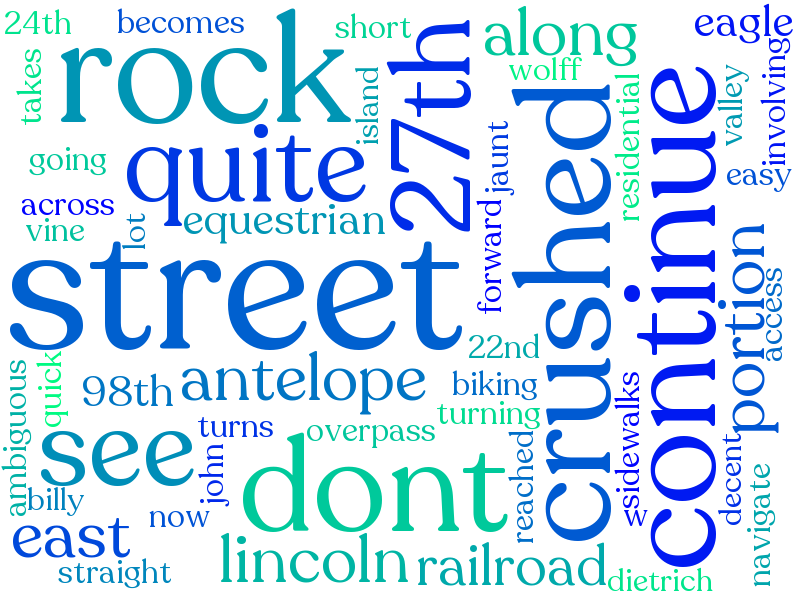 24th
becomes
short
eagle
takes
rock
27th
along
wolff
island
residential
valley
involving
going
quite
jaunt
crushed
continue
easy
across
vine
lot
equestrian
forward
street
portion
access
22nd
ambiguous
quick
98th
antelope
biking
turning
sidewalks
see
turns
overpass
john
dont
reached
w
decent
navigate
billy
now
east
straight
lincoln
railroad
dietrich